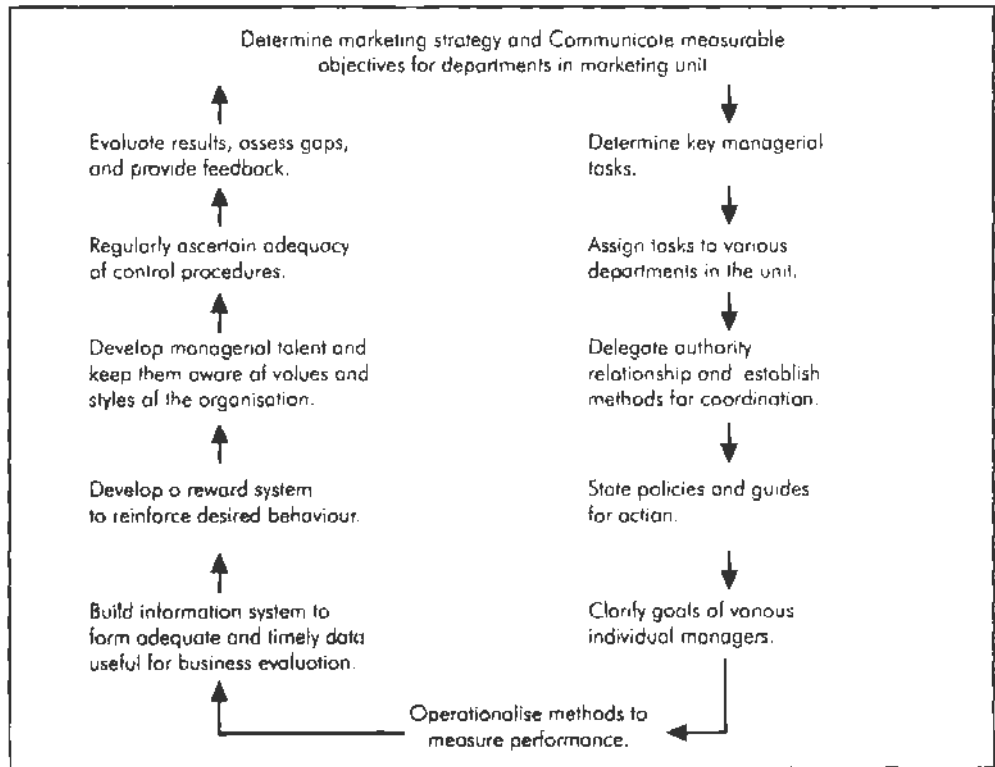 Determine marketing strategy and Communicate measurable
objectives for departments in marketing unit
Determine key managerial
tasks.
Assign tasks to various
departments in the unit.
Delegate authority
relationship and establish
methods for coordination.
State policies and guides
for action.
Clarify goals of various
individual managers.
Operationalise methods to
measure performance.
Build information system to
form adequate and timely data
useful for business evaluation.
Develop a reward system
to reinforce desired behaviour.
Develop managerial talent and
keep them aware of values and
styles of the organisation.
Regularly ascertain adequacy
of control procedures.
Evaluate results, assess gaps,
and provide feedback.